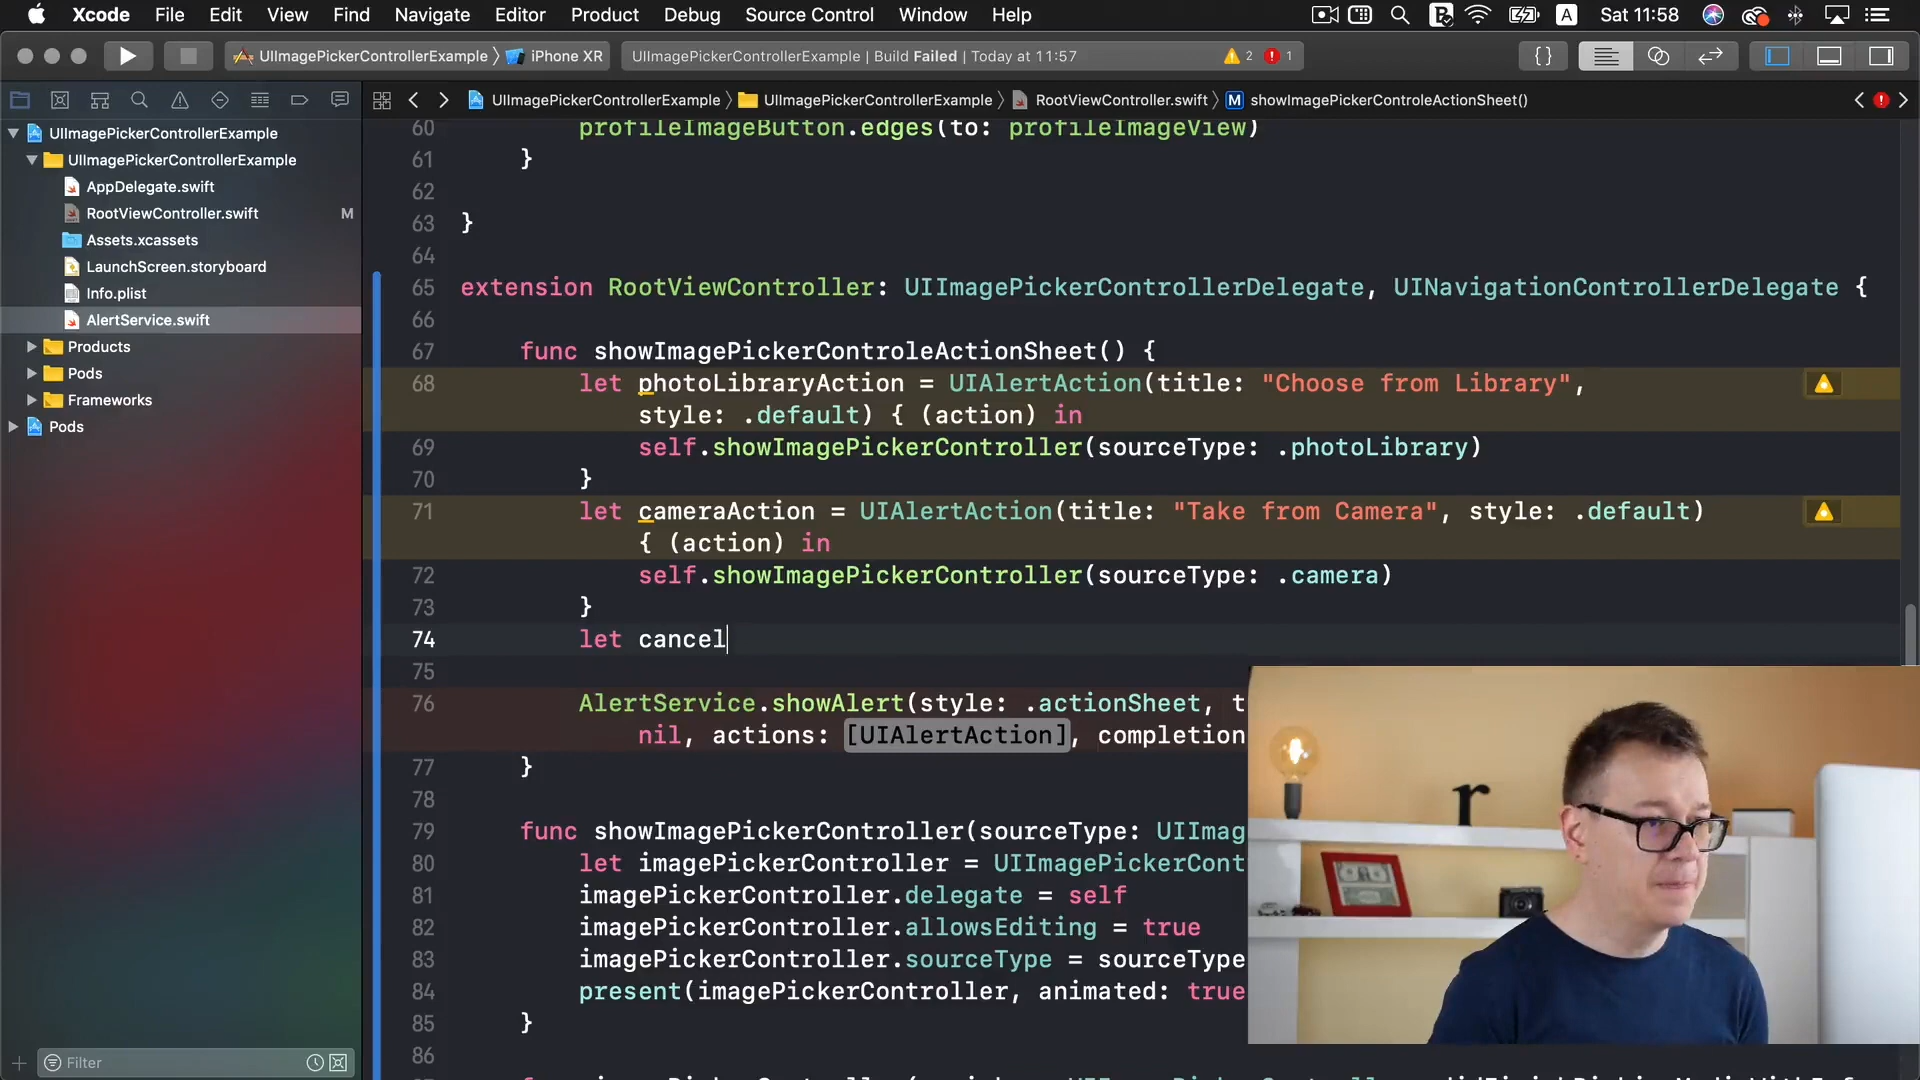 Xcode File Edit View Find Navigate Editor Product Debug Source Control Window Help A Sat 11:58
UIImagePickerControllerExample iPhone XR UIImagePickerControllerExample | Build Failed | Today at 11:57 2 1
UIImagePickerControllerExample UIImagePickerControllerExample RootViewController.swift M showImagePickerControleActionSheet()
UIImagePickerControllerExample
UIImagePickerControllerExample
AppDelegate.swift
RootViewController.swift M
Assets.xcassets
LaunchScreen.storyboard
Info.plist
AlertService.swift
Products
Pods
Frameworks
Pods
Filter
60 profileImageButton.edges(to: profileImageView)
61 }
62
63 }
64
65 extension RootViewController: UIImagePickerControllerDelegate, UINavigationControllerDelegate {
66
67 func showImagePickerControleActionSheet() {
68 let photoLibraryAction = UIAlertAction(title: "Choose from Library",
style: .default) { (action) in
69 self.showImagePickerController(sourceType: .photoLibrary)
70 }
71 let cameraAction = UIAlertAction(title: "Take from Camera", style: .default)
{ (action) in
72 self.showImagePickerController(sourceType: .camera)
73 }
74 let cancel
75
76 AlertService.showAlert(style: .actionSheet, t
nil, actions: [UIAlertAction], completion
77 }
78
79 func showImagePickerController(sourceType: UIImag
80 let imagePickerController = UIImagePickerCont
81 imagePickerController.delegate = self
82 imagePickerController.allowsEditing = true
83 imagePickerController.sourceType = sourceType
84 present(imagePickerController, animated: true
85 }
86
r